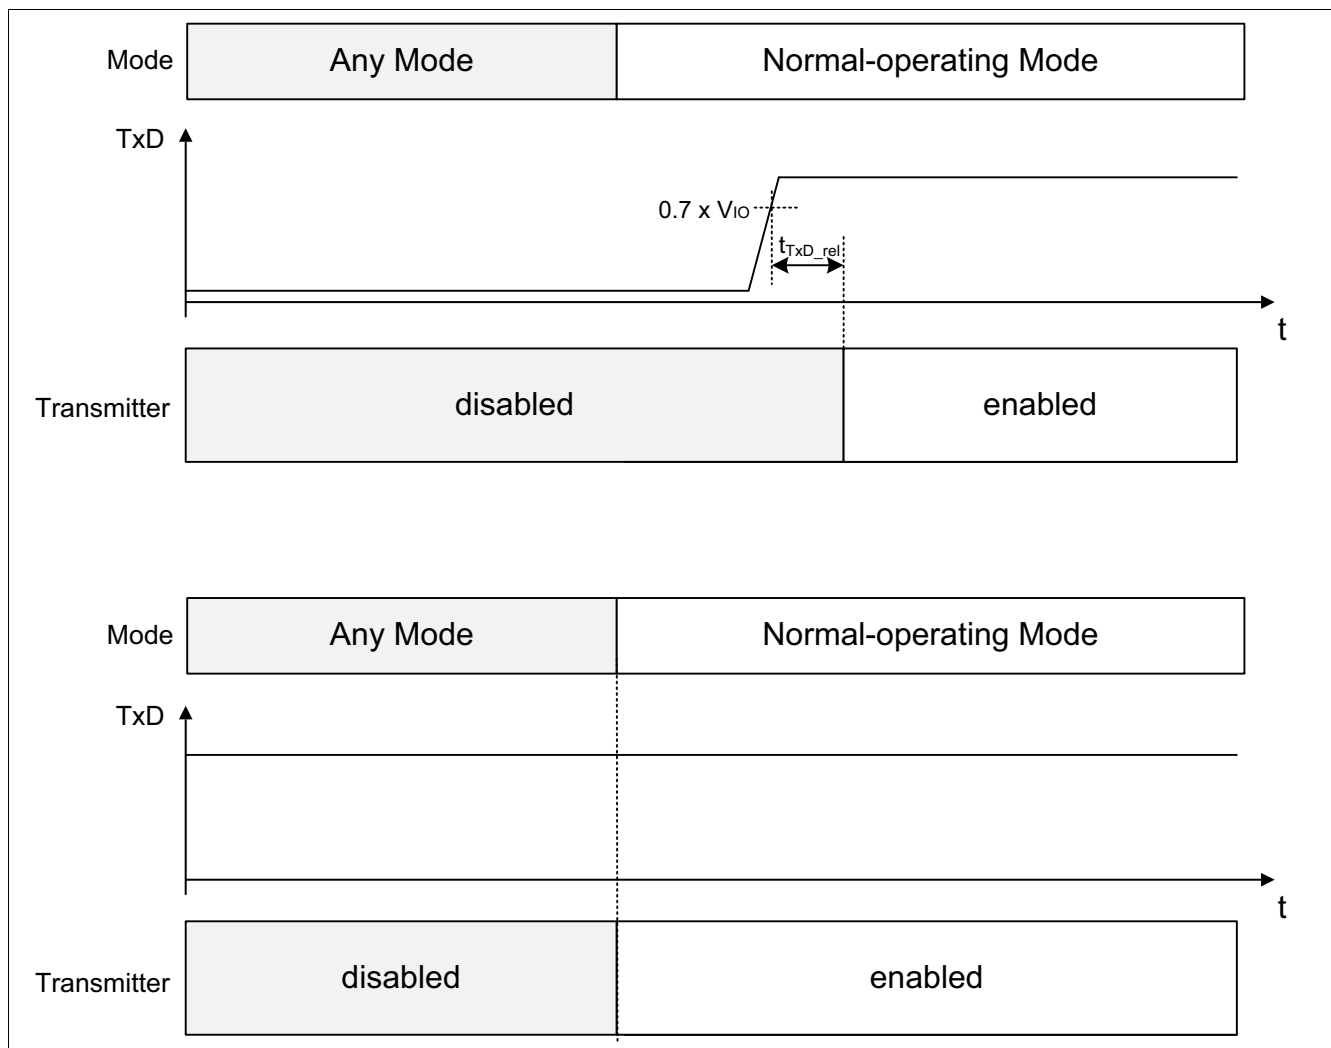 Mode Any Mode Normal-operating Mode
TxD
0.7 x VIO
tTxD_rel
t
Transmitter disabled enabled
Mode Any Mode Normal-operating Mode
TxD
t
Transmitter disabled enabled